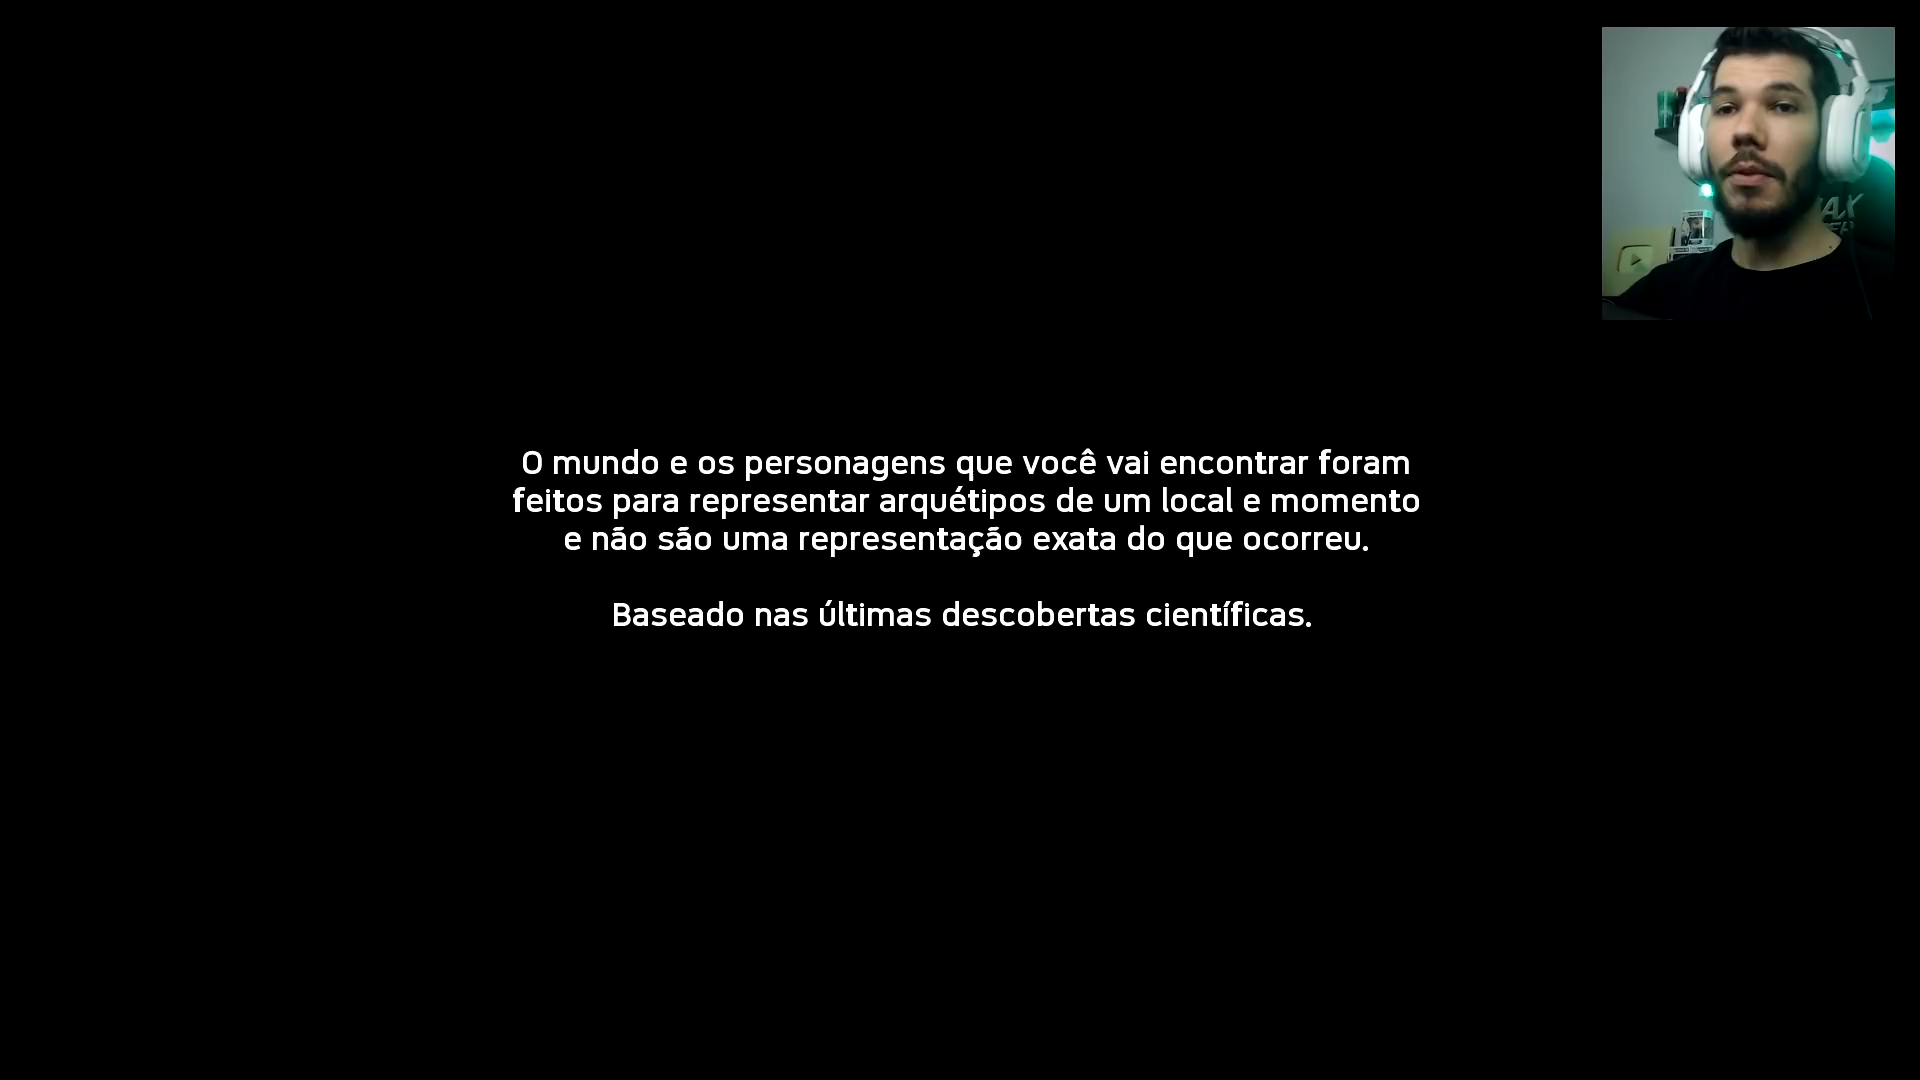 O mundo e os personagens que você vai encontrar foram
feitos para representar arquétipos de um local e momento
e não são uma representação exata do que ocorreu.
Baseado nas últimas descobertas científicas.